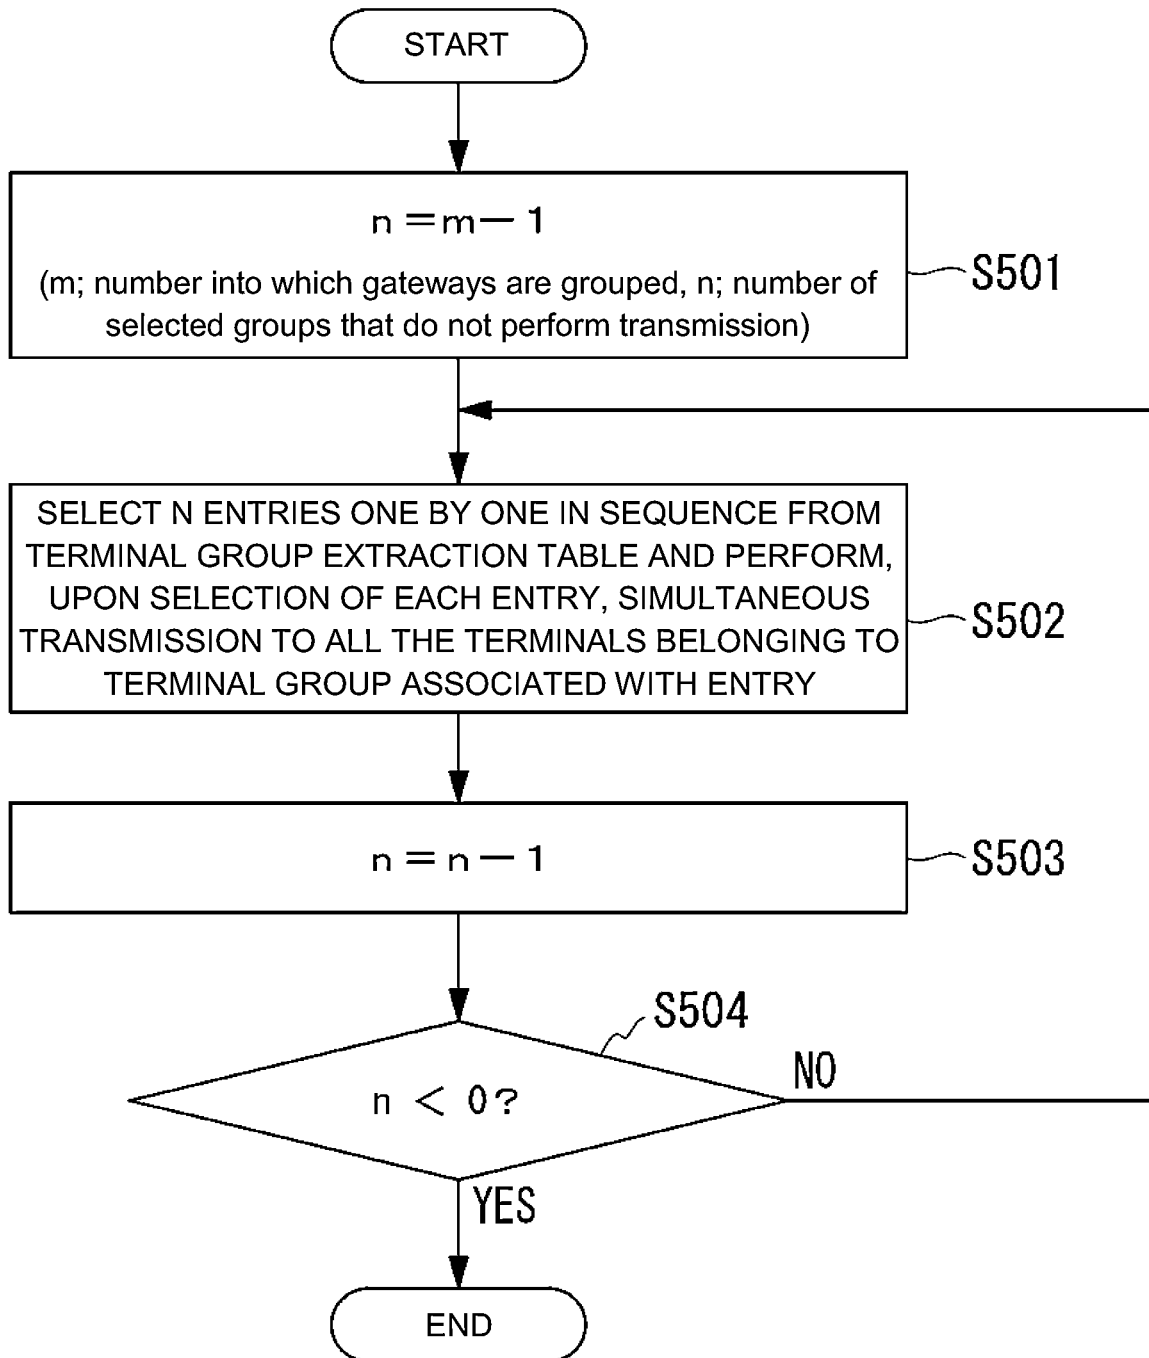 START
n＝m－1
(m; number into which gateways are grouped, n; number of
selected groups that do not perform transmission)
S501
SELECT N ENTRIES ONE BY ONE IN SEQUENCE FROM
TERMINAL GROUP EXTRACTION TABLE AND PERFORM,
UPON SELECTION OF EACH ENTRY, SIMULTANEOUS
TRANSMISSION TO ALL THE TERMINALS BELONGING TO
TERMINAL GROUP ASSOCIATED WITH ENTRY
S502
n＝n－1
S503
S504
n < 0?
NO
YES
END